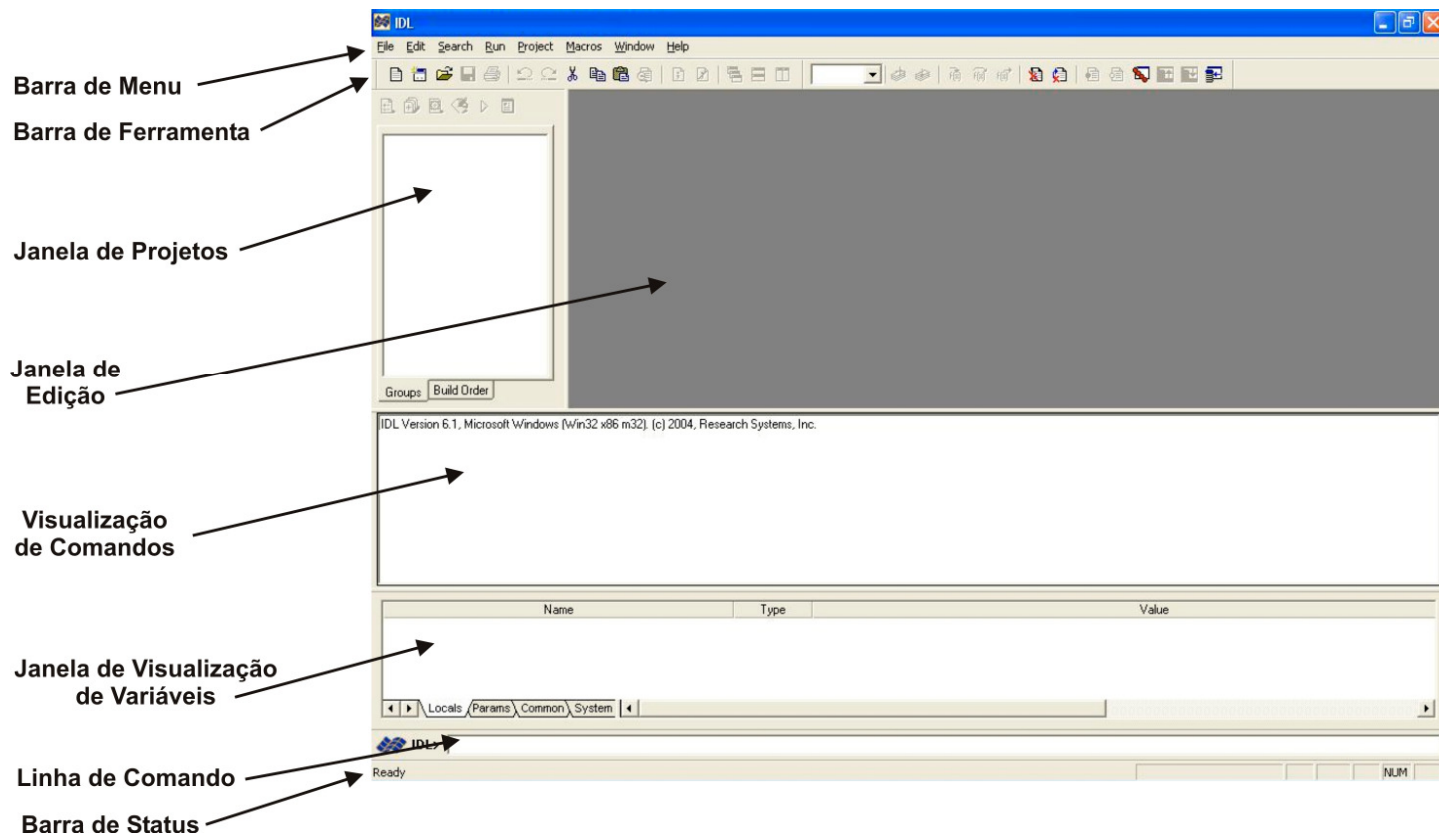 IDL
File Edit Search Run Project Macros Window Help
Barra de Menu
Barra de Ferramenta
Janela de Projetos
Janela de
Edição
Groups Build Order
IDL Version 6.1, Microsoft Windows (Win32 x86 m32). (c) 2004, Research Systems, Inc.
Visualização
de Comandos
Name Type Value
Janela de Visualização
de Variáveis
Locals Params Common System
IDL>
Linha de Comando
Ready NUM
Barra de Status